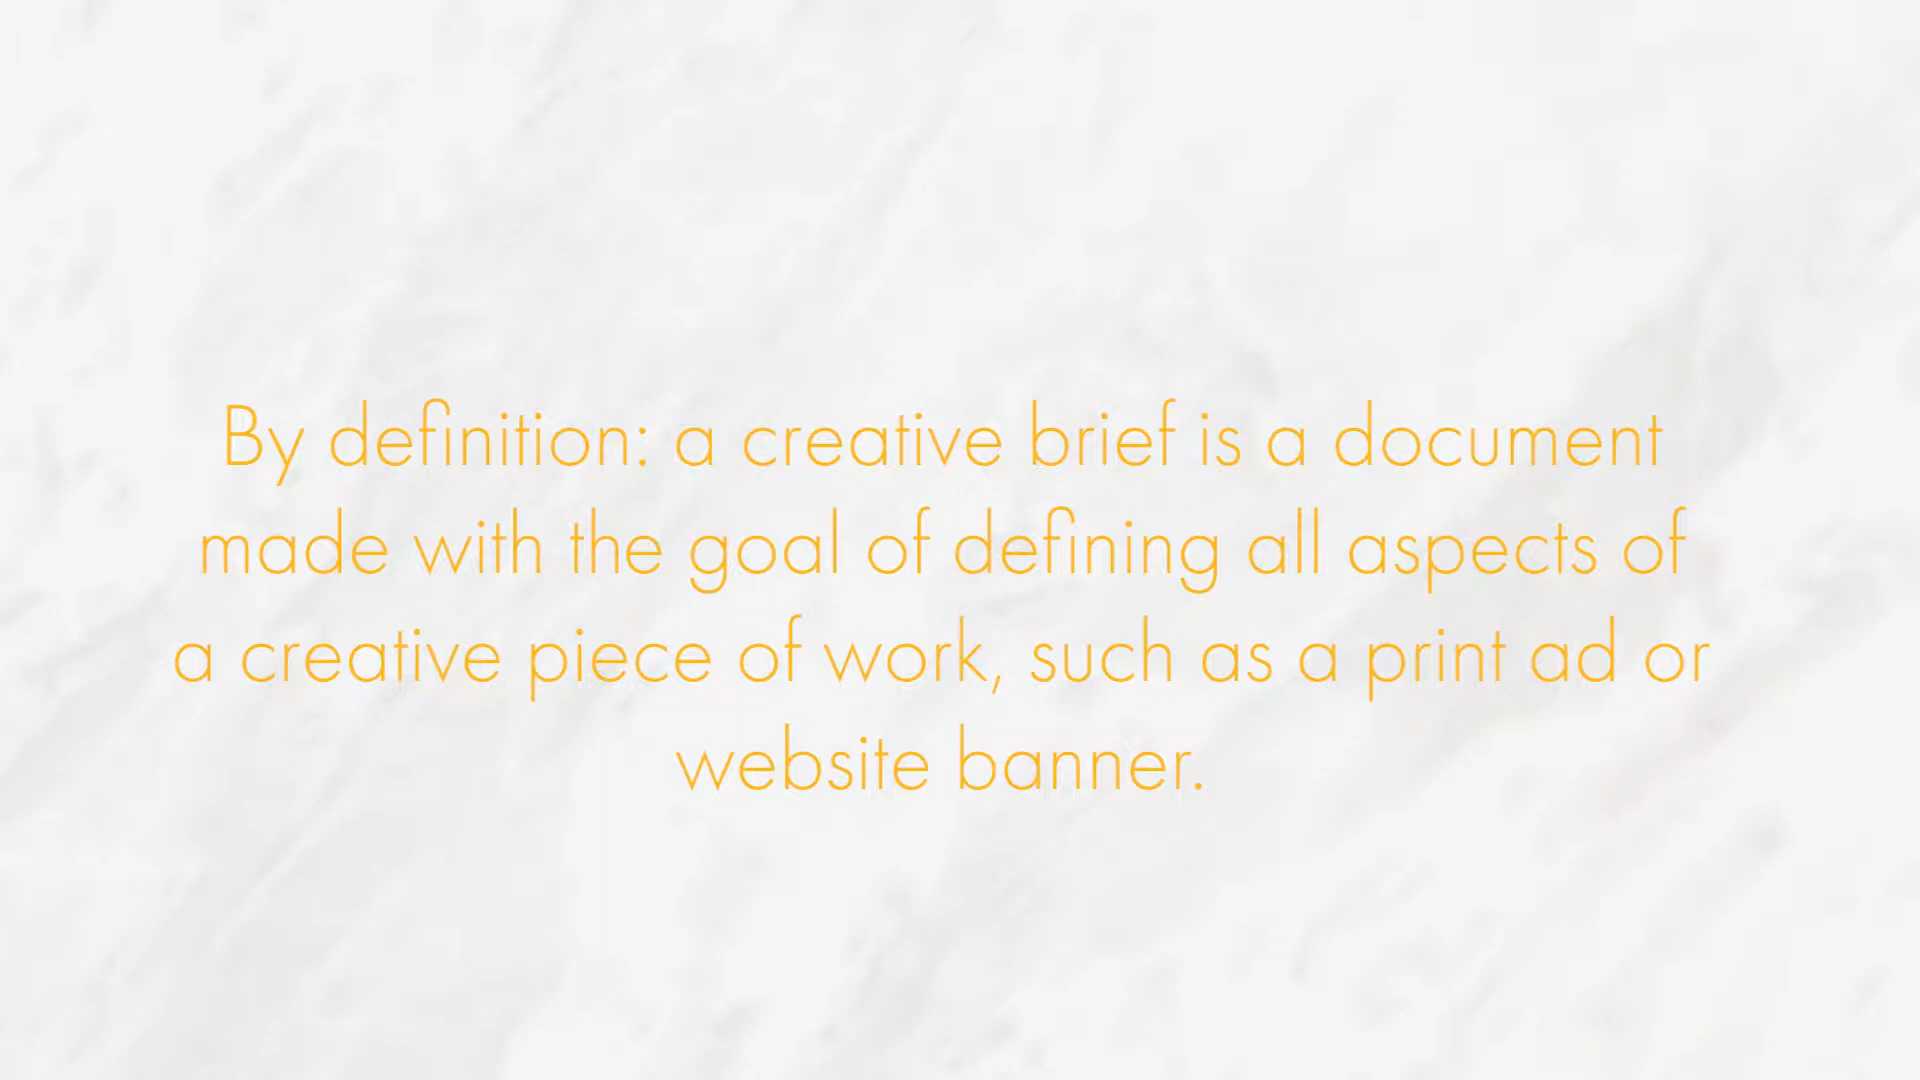 By definition: a creative brief is a document
made with the goal of defining all aspects of
a creative piece of work, such as a print ad or
website banner.